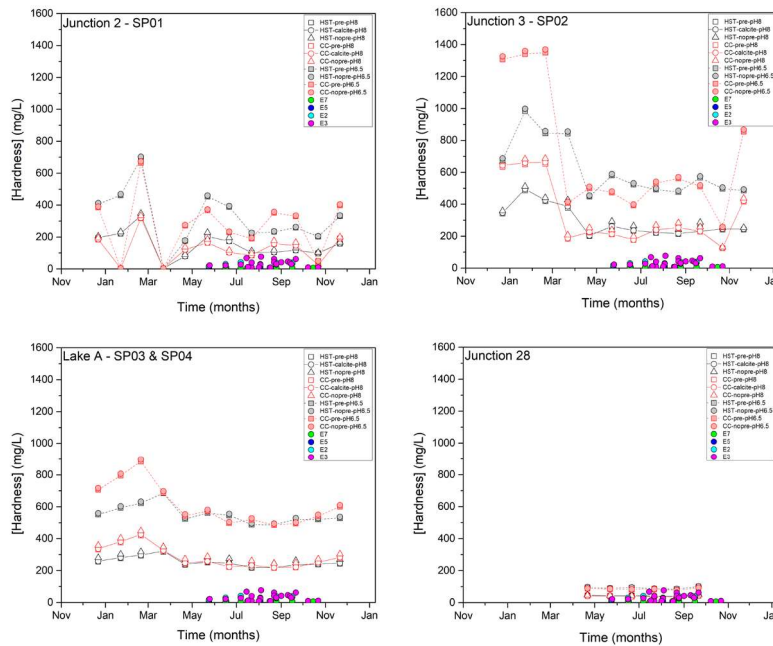 Junction 2 - SP01
HST-pre-pH8
HST-calcite-pH8
HST-nopre-pH8
CC-pre-pH8
CC-calcite-pH8
CC-nopre-pH8
HST-pre-pH6.5
HST-nopre-pH6.5
CC-pre-pH6.5
CC-nopre-pH6.5
E7
E5
E2
E3
[Hardness] (mg/L)
1600
1400
1200
1000
800
600
400
200
0
Nov Jan Mar May Jul Sep Nov Jan
Time (months)
Junction 3 - SP02
HST-pre-pH8
HST-calcite-pH8
HST-nopre-pH8
CC-pre-pH8
CC-calcite-pH8
CC-nopre-pH8
HST-pre-pH6.5
HST-nopre-pH6.5
CC-pre-pH6.5
CC-nopre-pH6.5
E7
E5
E2
E3
[Hardness] (mg/L)
1600
1400
1200
1000
800
600
400
200
0
Nov Jan Mar May Jul Sep Nov Jan
Time (months)
Lake A - SP03 & SP04
HST-pre-pH8
HST-calcite-pH8
HST-nopre-pH8
CC-pre-pH8
CC-calcite-pH8
CC-nopre-pH8
HST-pre-pH6.5
HST-nopre-pH6.5
CC-pre-pH6.5
CC-nopre-pH6.5
E7
E5
E2
E3
[Hardness] (mg/L)
1600
1400
1200
1000
800
600
400
200
0
Nov Jan Mar May Jul Sep Nov Jan
Time (months)
Junction 28
HST-pre-pH8
HST-calcite-pH8
HST-nopre-pH8
CC-pre-pH8
CC-calcite-pH8
CC-nopre-pH8
HST-pre-pH6.5
HST-nopre-pH6.5
CC-pre-pH6.5
CC-nopre-pH6.5
E7
E5
E2
E3
[Hardness] (mg/L)
1600
1400
1200
1000
800
600
400
200
0
Nov Jan Mar May Jul Sep Nov Jan
Time (months)